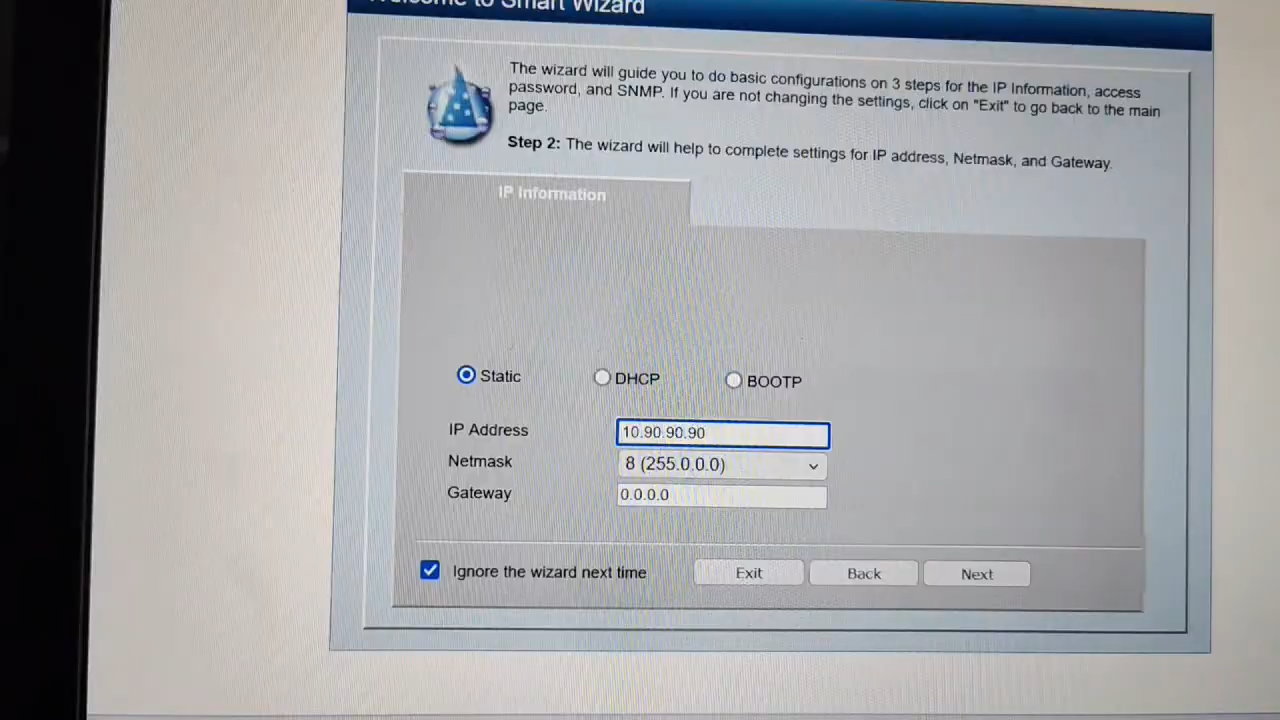 Welcome to Smart Wizard
The wizard will guide you to do basic configurations on 3 steps for the IP Information, access
password, and SNMP. If you are not changing the settings, click on "Exit" to go back to the main
page.
Step 2: The wizard will help to complete settings for IP address, Netmask, and Gateway.
IP Information
Static DHCP BOOTP
IP Address 10.90.90.90
Netmask 8 (255.0.0.0)
Gateway 0.0.0.0
Ignore the wizard next time Exit Back Next